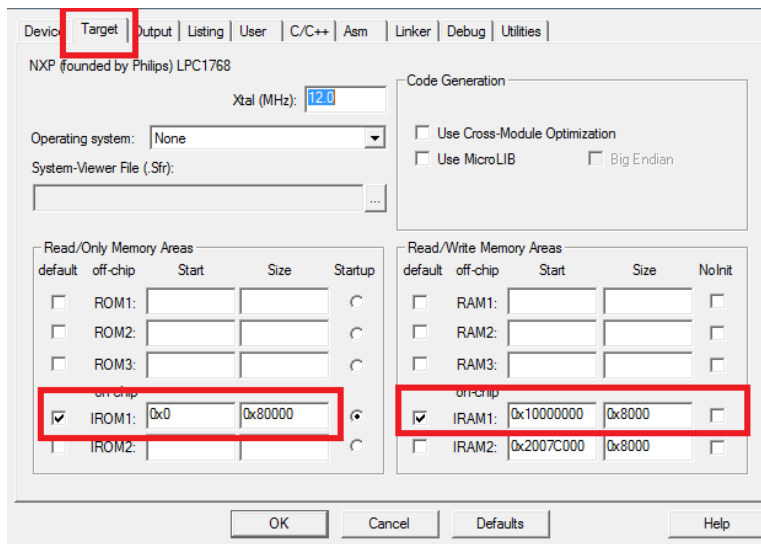 Device Target Output Listing User C/C++ Asm Linker Debug Utilities
NXP (founded by Philips) LPC1768
Xtal (MHz): 12.0
Operating system: None
System-Viewer File (.Sfr):
...
Code Generation
Use Cross-Module Optimization
Use MicroLIB Big Endian
Read/Only Memory Areas
default off-chip Start Size Startup
ROM1:
ROM2:
ROM3:
on-chip
IROM1: 0x0 0x80000
IROM2:
Read/Write Memory Areas
default off-chip Start Size NoInit
RAM1:
RAM2:
RAM3:
on-chip
IRAM1: 0x10000000 0x8000
IRAM2: 0x2007C000 0x8000
OK Cancel Defaults Help